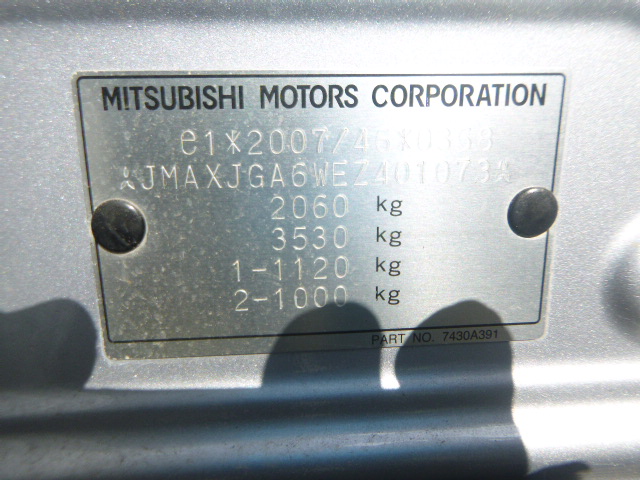 MITSUBISHI MOTORS CORPORATION
e1*2007/46*0368
*JMAXJGA6WEZ401073*
2060 kg
3530 kg
1-1120 kg
2-1000 kg
PART NO. 7430A391